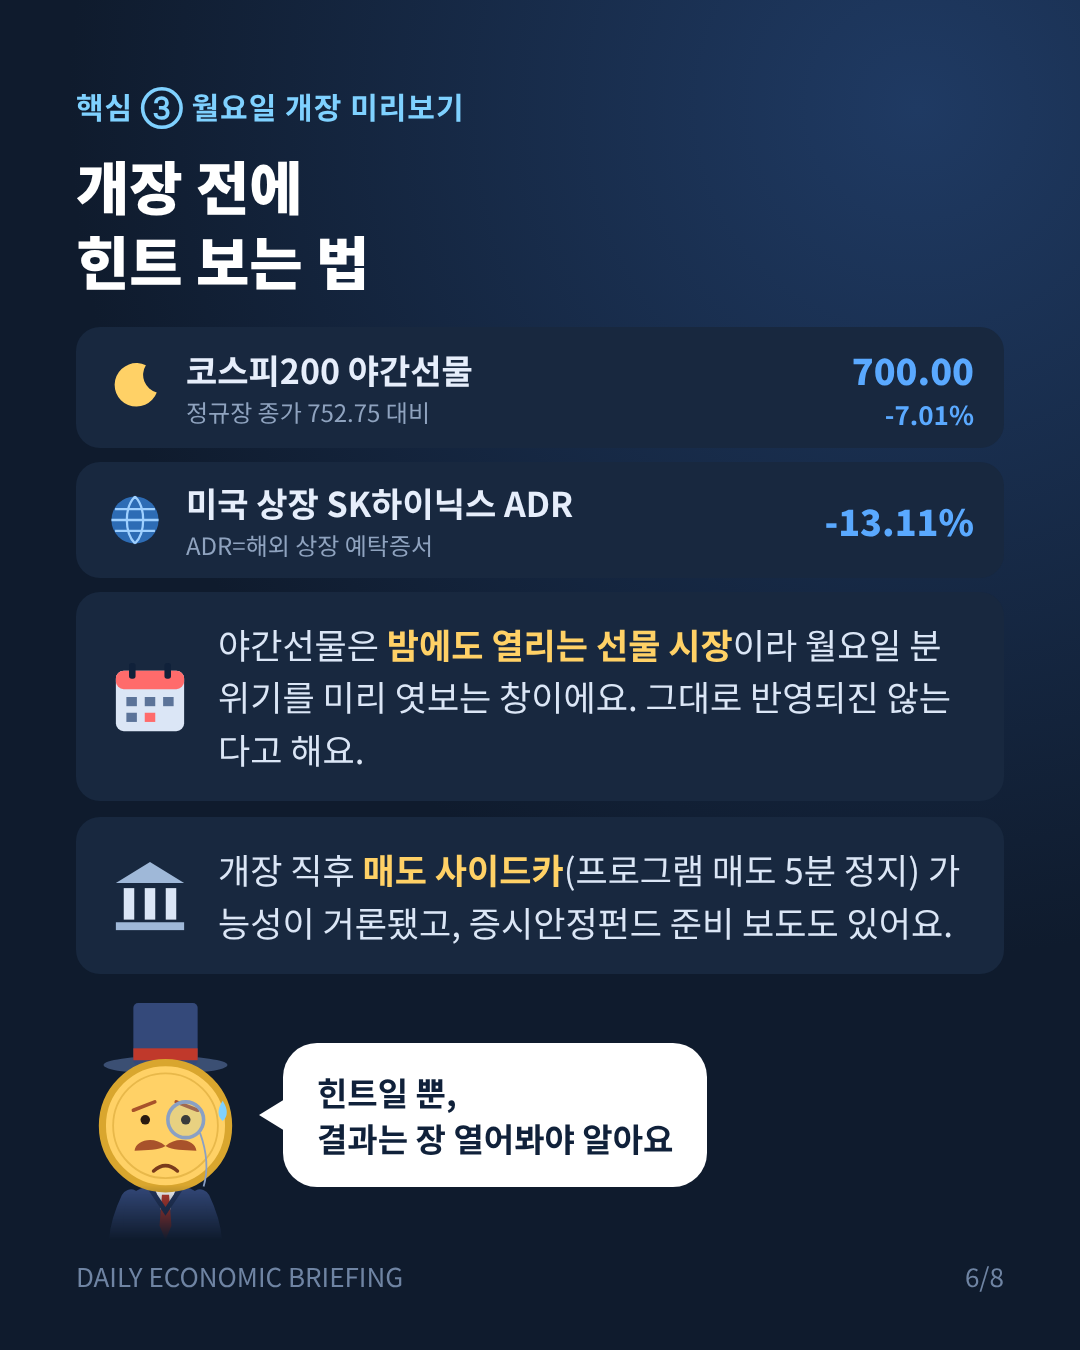 핵심 ③ 월요일 개장 미리보기
개장 전에
힌트 보는 법
코스피200 야간선물
정규장 종가 752.75 대비
700.00
-7.01%
미국 상장 SK하이닉스 ADR
ADR=해외 상장 예탁증서
-13.11%
야간선물은 밤에도 열리는 선물 시장이라 월요일 분
위기를 미리 엿보는 창이에요. 그대로 반영되진 않는
다고 해요.
개장 직후 매도 사이드카(프로그램 매도 5분 정지) 가
능성이 거론됐고, 증시안정펀드 준비 보도도 있어요.
힌트일 뿐,
결과는 장 열어봐야 알아요
DAILY ECONOMIC BRIEFING
6/8